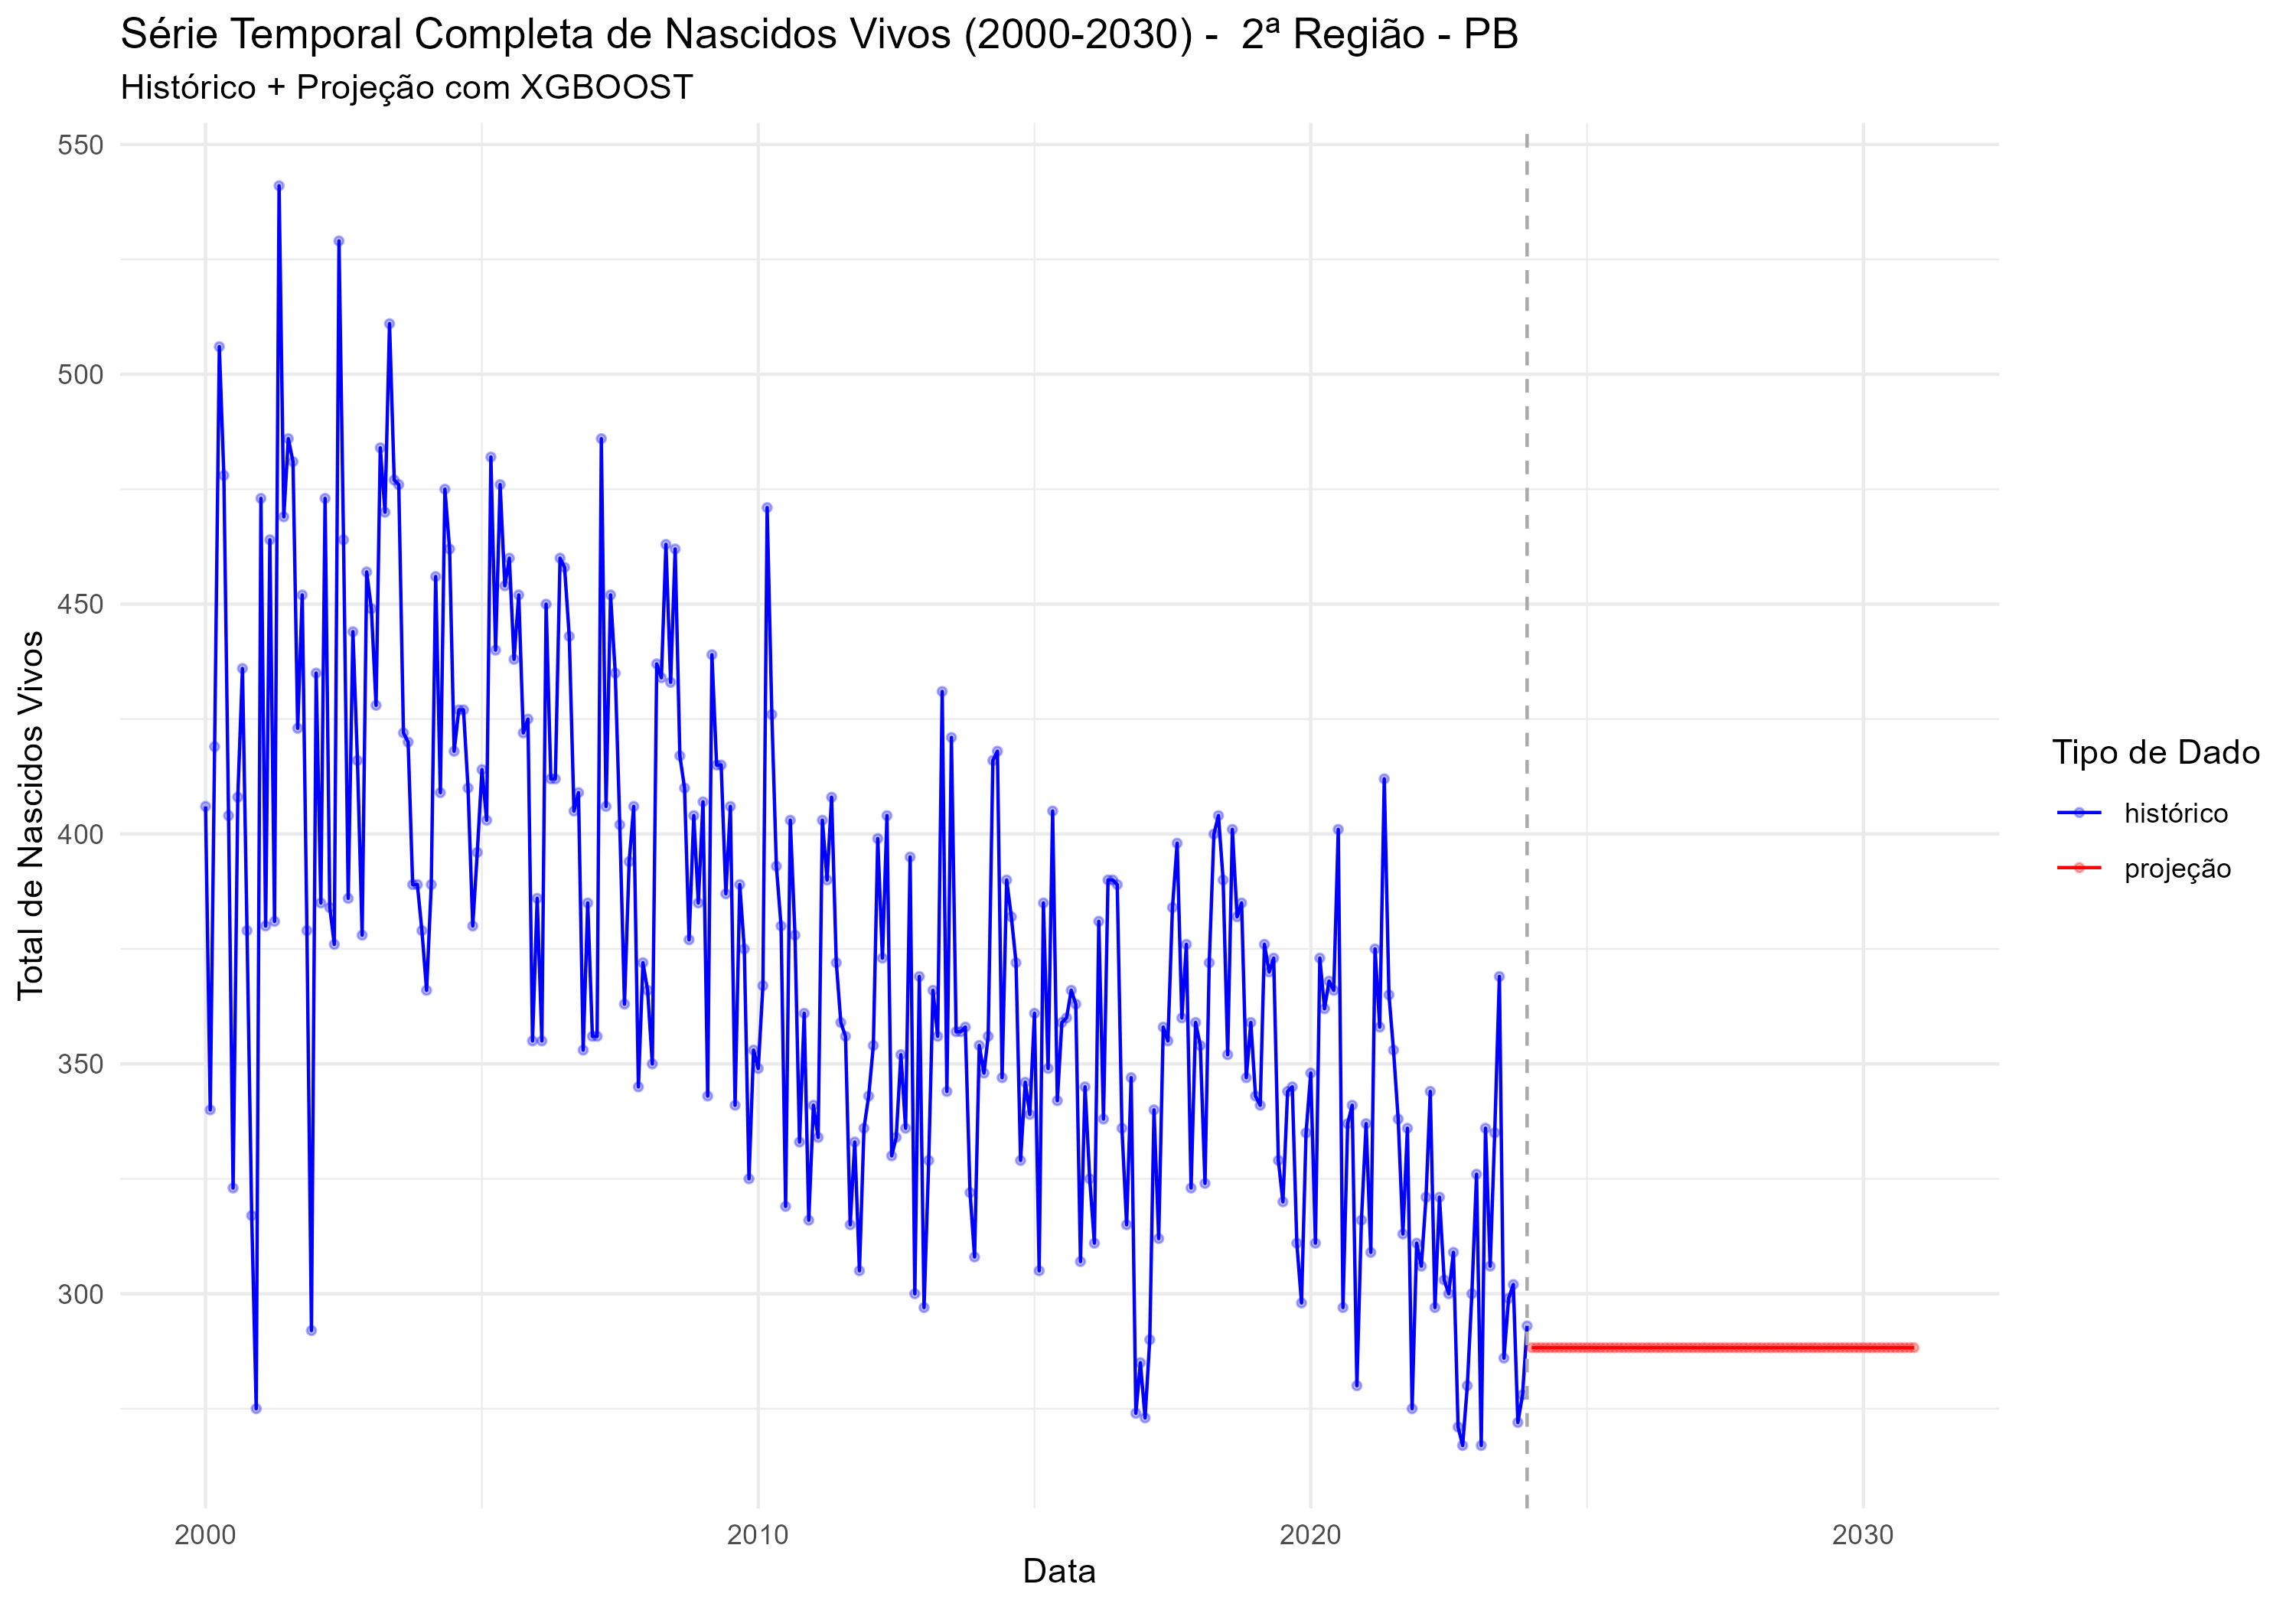 Série Temporal Completa de Nascidos Vivos (2000-2030) -  2ª Região - PB
Histórico + Projeção com XGBOOST
Total de Nascidos Vivos
550
500
450
400
350
300
2000
2010
2020
2030
Data
Tipo de Dado
histórico
projeção